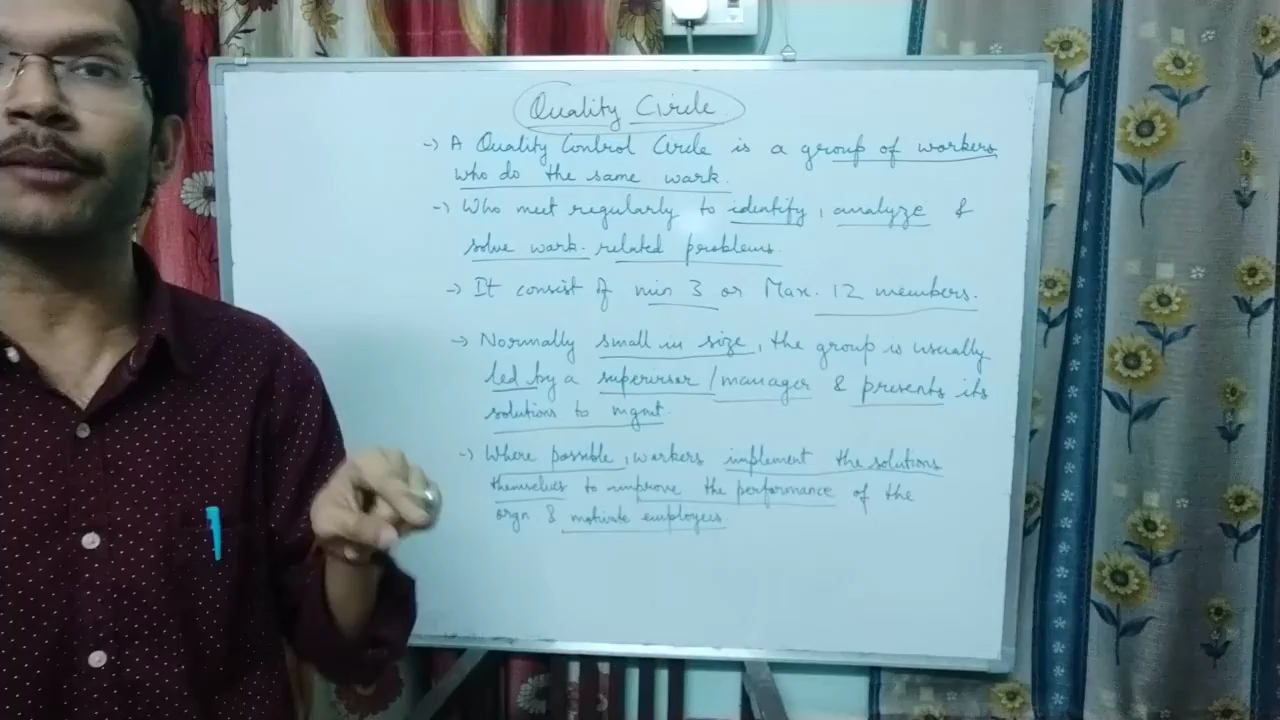 Quality Circle
-> A Quality Control Circle is a group of workers
who do the same work.
-> Who meet regularly to identify, analyze &
solve work-related problems.
-> It consist of min 3 or Max. 12 members.
-> Normally small in size, the group is usually
led by a supervisor / manager & presents its
solutions to mgmt.
-> Where possible, workers implement the solutions
themselves to improve the performance of the
orgn & motivate employees